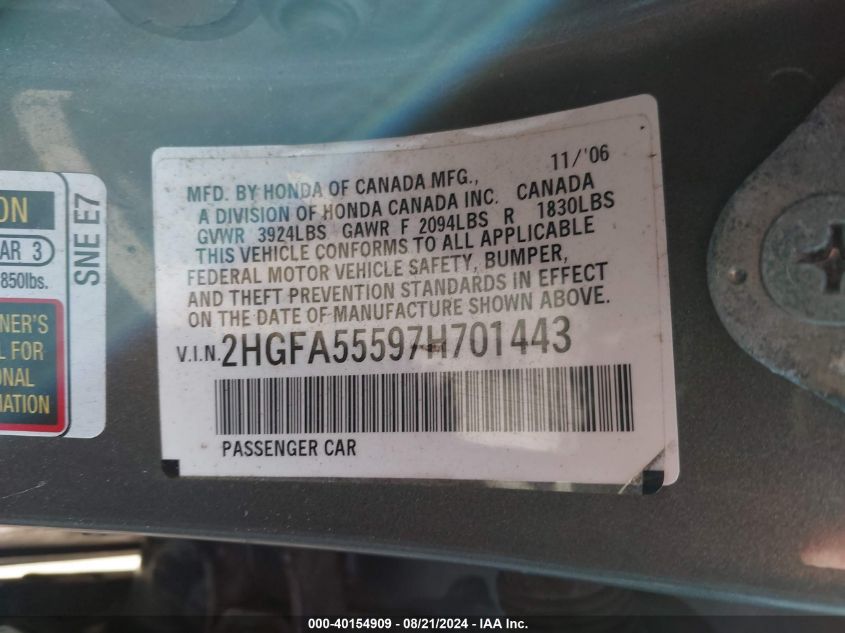 11/'06
MFD. BY HONDA OF CANADA MFG.,
A DIVISION OF HONDA CANADA INC. CANADA
GVWR 3924LBS GAWR F 2094LBS R 1830LBS
THIS VEHICLE CONFORMS TO ALL APPLICABLE
FEDERAL MOTOR VEHICLE SAFETY, BUMPER,
AND THEFT PREVENTION STANDARDS IN EFFECT
ON THE DATE OF MANUFACTURE SHOWN ABOVE.
V.I.N. 2HGFA55597H701443
PASSENGER CAR
ON
AR 3
850lbs.
NER'S
L FOR
ONAL
MATION
SNE E7
000-40154909 - 08/21/2024 - IAA Inc.